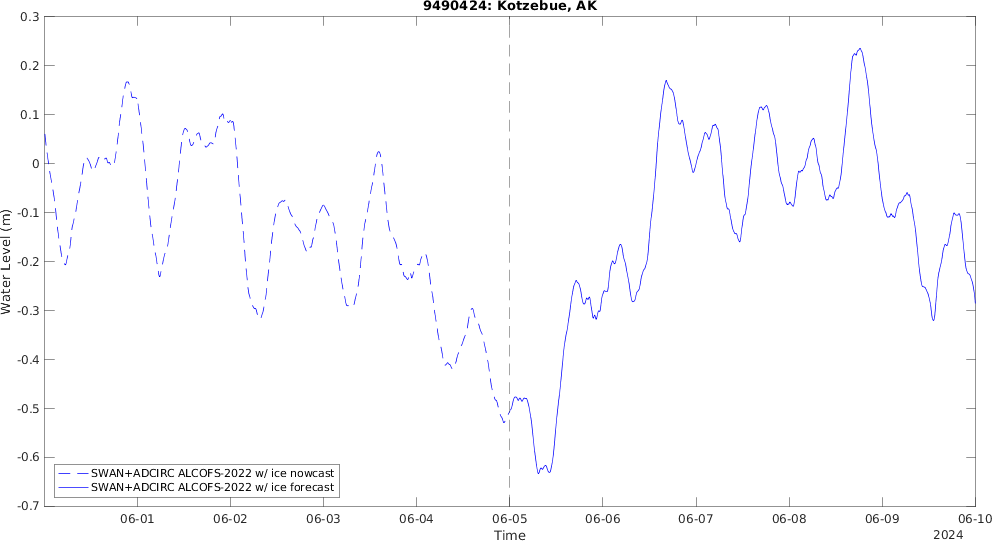 9490424: Kotzebue, AK
Water Level (m)
0.3
0.2
0.1
0
-0.1
-0.2
-0.3
-0.4
-0.5
-0.6
-0.7
SWAN+ADCIRC ALCOFS-2022 w/ ice nowcast
SWAN+ADCIRC ALCOFS-2022 w/ ice forecast
06-01 06-02 06-03 06-04 06-05 06-06 06-07 06-08 06-09 06-10
Time
2024